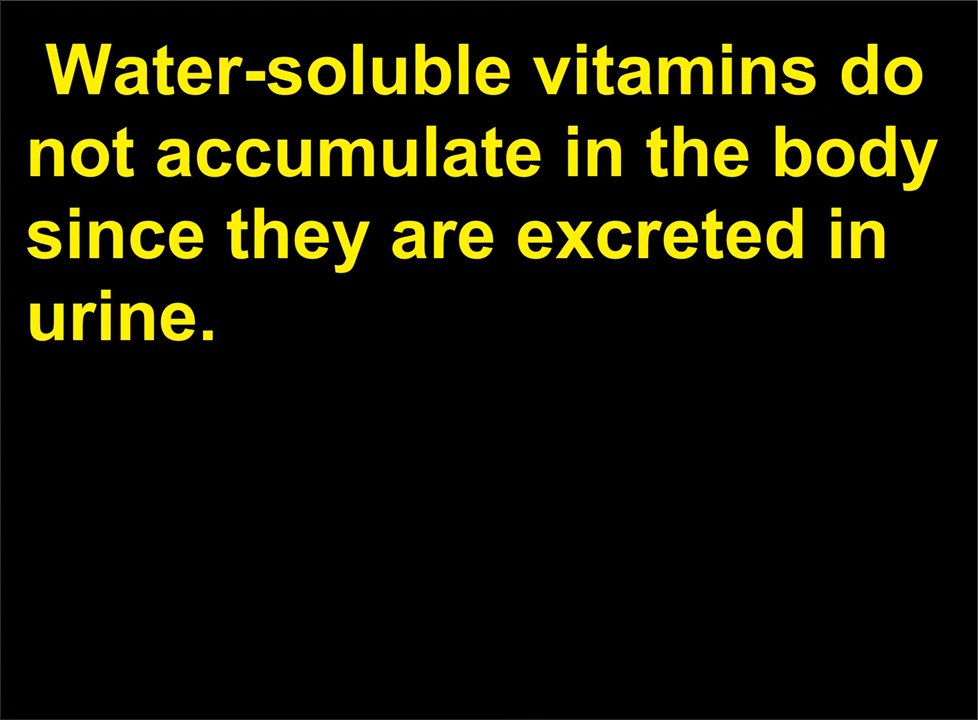 Water-soluble vitamins do
not accumulate in the body
since they are excreted in
urine.